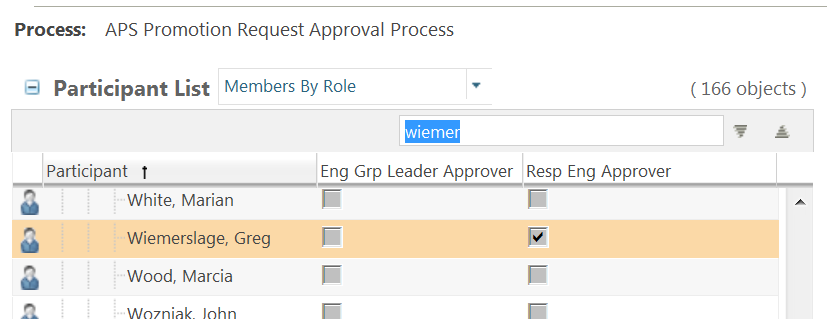 Process: APS Promotion Request Approval Process
Participant List Members By Role ( 166 objects )
wiemer
Participant ↑ Eng Grp Leader Approver Resp Eng Approver
White, Marian
Wiemerslage, Greg
Wood, Marcia
Wozniak, John